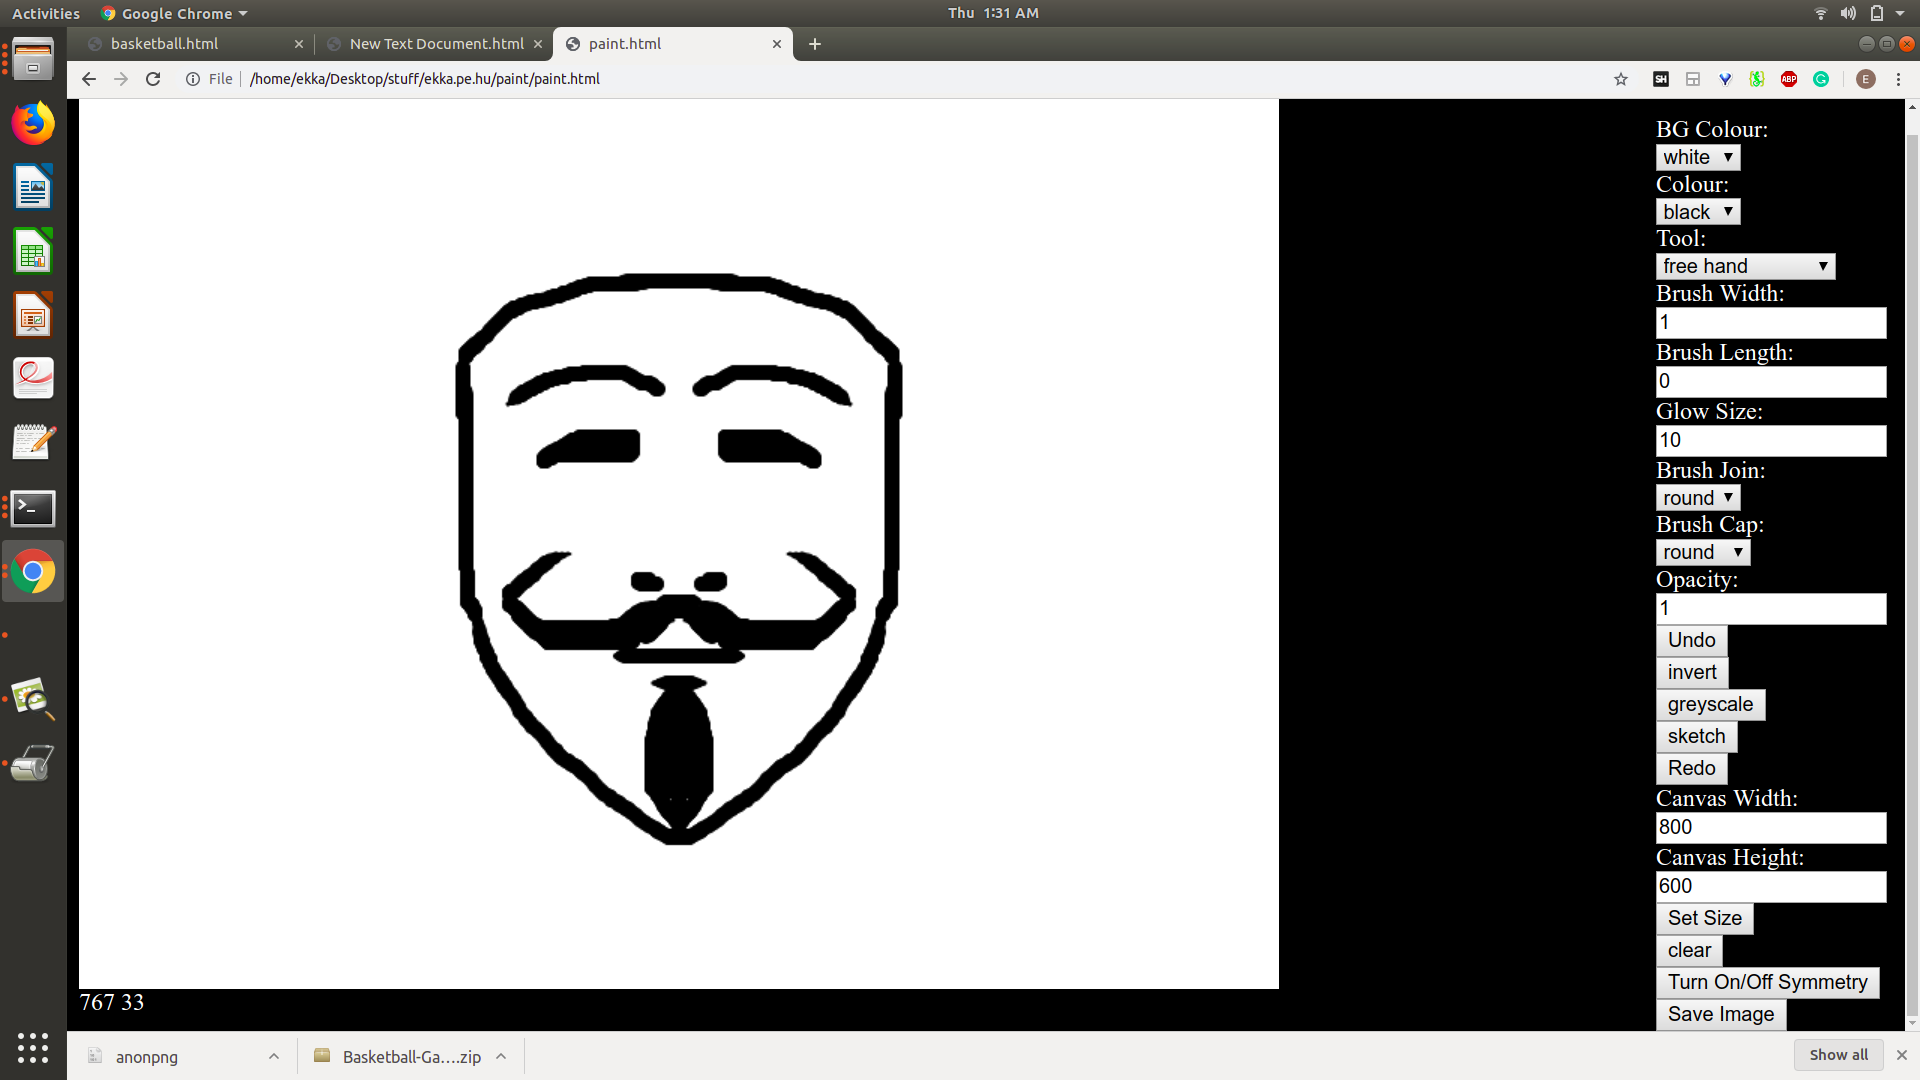 Activities Google Chrome Thu 1:31 AM
basketball.html New Text Document.html paint.html
File /home/ekka/Desktop/stuff/ekka.pe.hu/paint/paint.html SH ABP G E
BG Colour:
white
Colour:
black
Tool:
free hand
Brush Width:
1
Brush Length:
0
Glow Size:
10
Brush Join:
round
Brush Cap:
round
Opacity:
1
Undo
invert
greyscale
sketch
Redo
Canvas Width:
800
Canvas Height:
600
Set Size
clear
Turn On/Off Symmetry
Save Image
767 33
anonpng Basketball-Ga....zip Show all